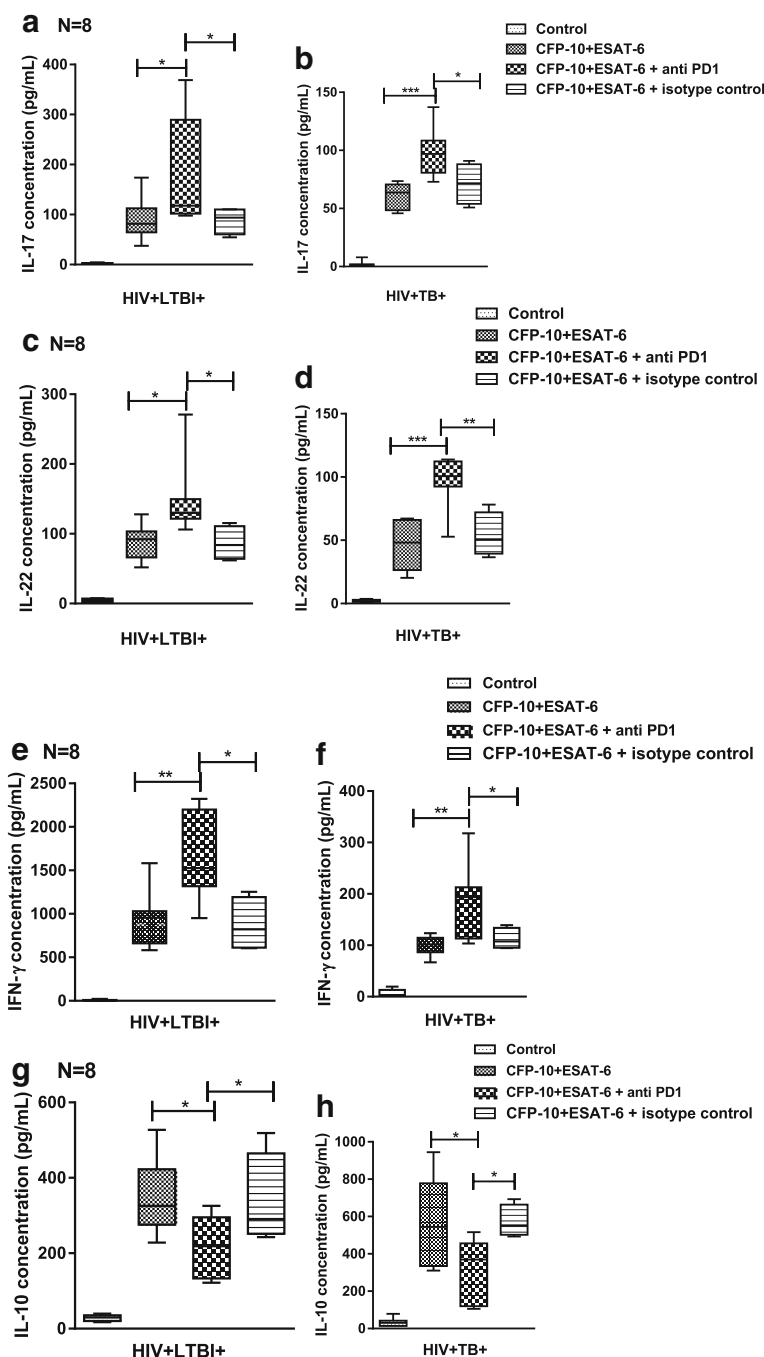 a N=8
IL-17 concentration (pg/mL)
400
300
200
100
0
*
*
HIV+LTBI+
b
Control
CFP-10+ESAT-6
CFP-10+ESAT-6 + anti PD1
CFP-10+ESAT-6 + isotype control
IL-17 concentration (pg/mL)
150
100
50
0
***
*
HIV+TB+
c N=8
IL-22 concentration (pg/mL)
300
200
100
0
*
*
HIV+LTBI+
d
Control
CFP-10+ESAT-6
CFP-10+ESAT-6 + anti PD1
CFP-10+ESAT-6 + isotype control
IL-22 concentration (pg/mL)
150
100
50
0
***
**
HIV+TB+
e N=8
IFN-γ concentration (pg/mL)
2500
2000
1500
1000
500
0
**
*
HIV+LTBI+
f
Control
CFP-10+ESAT-6
CFP-10+ESAT-6 + anti PD1
CFP-10+ESAT-6 + isotype control
IFN-γ concentration (pg/mL)
400
300
200
100
0
**
*
HIV+TB+
g N=8
IL-10 concentration (pg/mL)
600
400
200
0
*
*
HIV+LTBI+
h
Control
CFP-10+ESAT-6
CFP-10+ESAT-6 + anti PD1
CFP-10+ESAT-6 + isotype control
IL-10 concentration (pg/mL)
1000
800
600
400
200
0
*
*
HIV+TB+